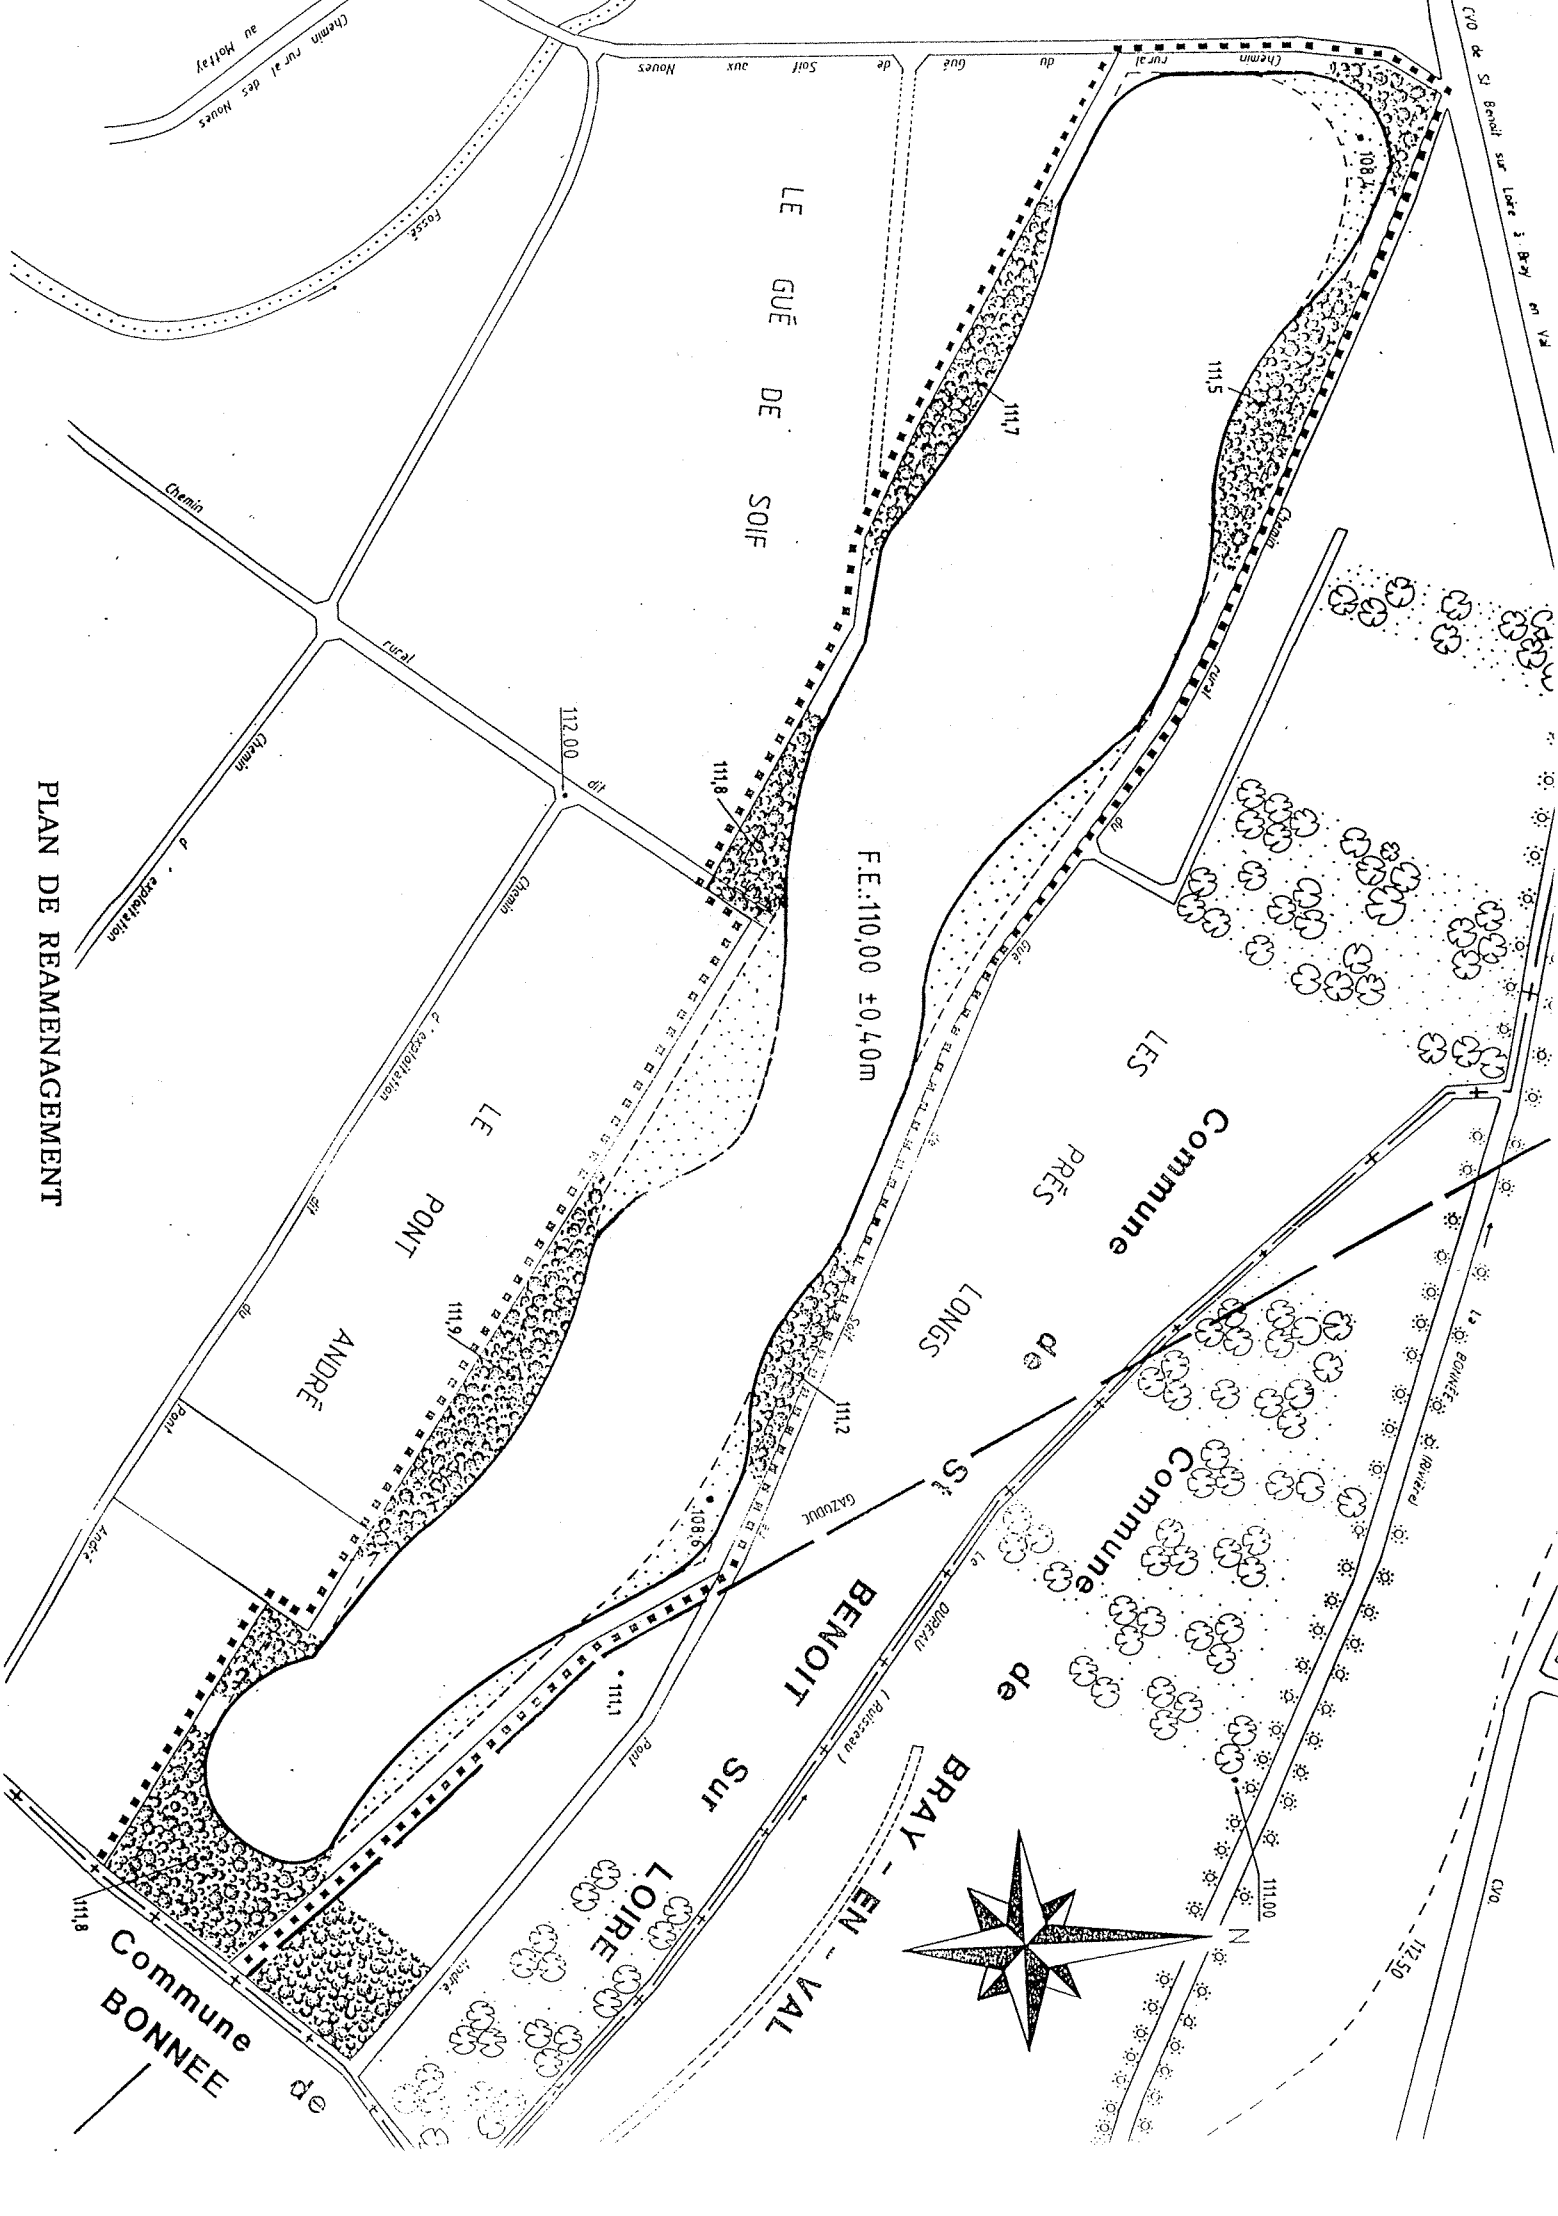 PLAN DE REAMENAGEMENT
CVO de St Benoit sur Loire à Bray en Val
Chemin rural des Noues
au Mottay
Fossé
Chemin rural du Gué de Soif aux Noues
LE GUÉ DE SOIF
108,4
111,7
111,5
Chemin rural du Gué de Soif
Chemin rural dit
112.00
111,8
Chemin
d'exploitation
Chemin d'exploitation dit du Pont André
F.E.:110,00 ±0,40m
LE PONT ANDRÉ
LES PRÈS LONGS
111,9
111,2
108,6
GAZODUC
111,1
Commune de St BENOIT Sur LOIRE
Commune de BRAY - EN - VAL
La BONNÉE (Rivière)
Le DUREAU (Ruisseau)
Pont André
111.00
N
112.50
CVO.
111,8
Commune de
BONNEE